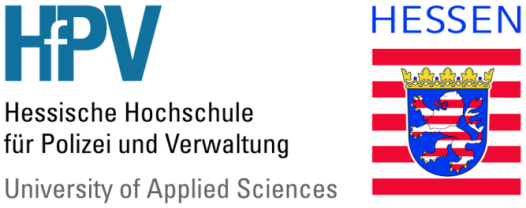 HfPV
Hessische Hochschule
für Polizei und Verwaltung
University of Applied Sciences
HESSEN